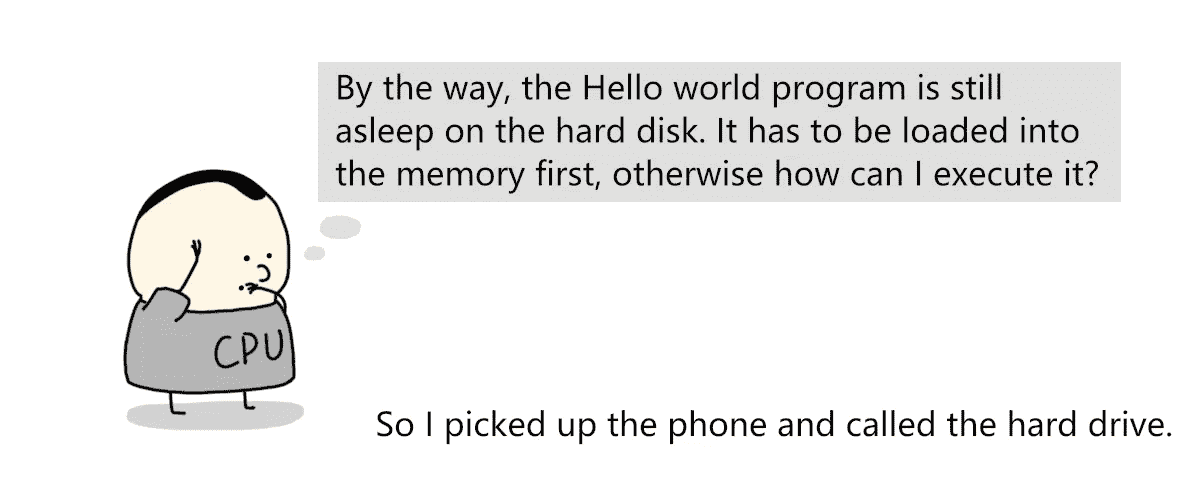 By the way, the Hello world program is still
asleep on the hard disk. It has to be loaded into
the memory first, otherwise how can I execute it?
CPU
So I picked up the phone and called the hard drive.